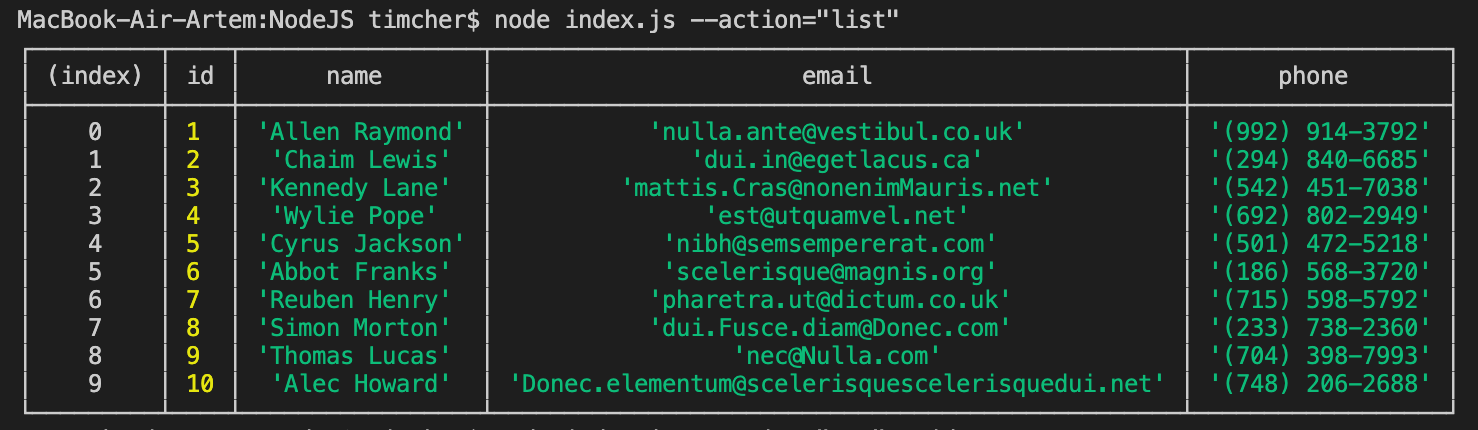 MacBook-Air-Artem:NodeJS timcher$ node index.js --action="list"
(index) id name email phone
0 1 'Allen Raymond' 'nulla.ante@vestibul.co.uk' '(992) 914-3792'
1 2 'Chaim Lewis' 'dui.in@egetlacus.ca' '(294) 840-6685'
2 3 'Kennedy Lane' 'mattis.Cras@nonenimMauris.net' '(542) 451-7038'
3 4 'Wylie Pope' 'est@utquamvel.net' '(692) 802-2949'
4 5 'Cyrus Jackson' 'nibh@semsempererat.com' '(501) 472-5218'
5 6 'Abbot Franks' 'scelerisque@magnis.org' '(186) 568-3720'
6 7 'Reuben Henry' 'pharetra.ut@dictum.co.uk' '(715) 598-5792'
7 8 'Simon Morton' 'dui.Fusce.diam@Donec.com' '(233) 738-2360'
8 9 'Thomas Lucas' 'nec@Nulla.com' '(704) 398-7993'
9 10 'Alec Howard' 'Donec.elementum@scelerisquescelerisquedui.net' '(748) 206-2688'